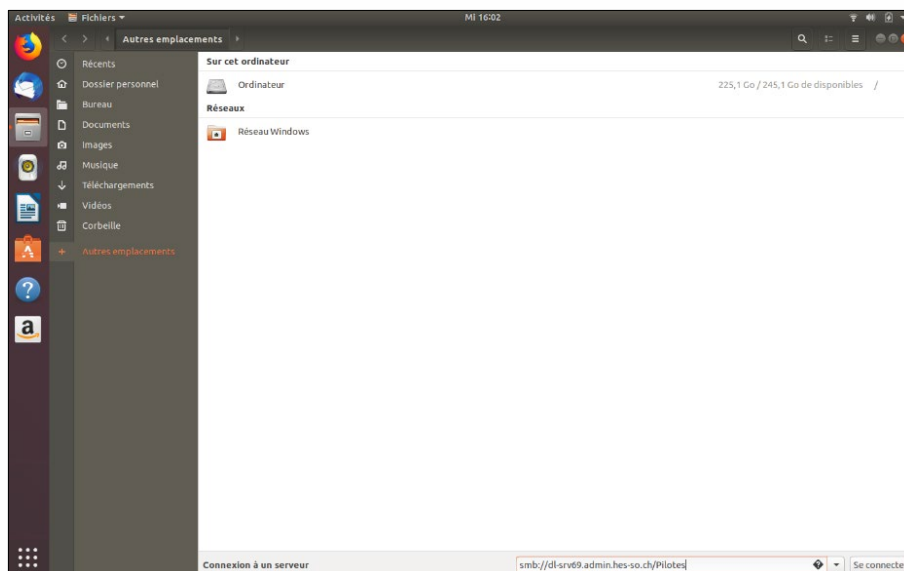 Activités Fichiers Mi 16:02
Autres emplacements
Récents
Dossier personnel
Bureau
Documents
Images
Musique
Téléchargements
Vidéos
Corbeille
Autres emplacements
Sur cet ordinateur
Ordinateur 225,1 Go / 245,1 Go de disponibles /
Réseaux
Réseau Windows
Connexion à un serveur smb://dl-srv69.admin.hes-so.ch/Pilotes Se connecte